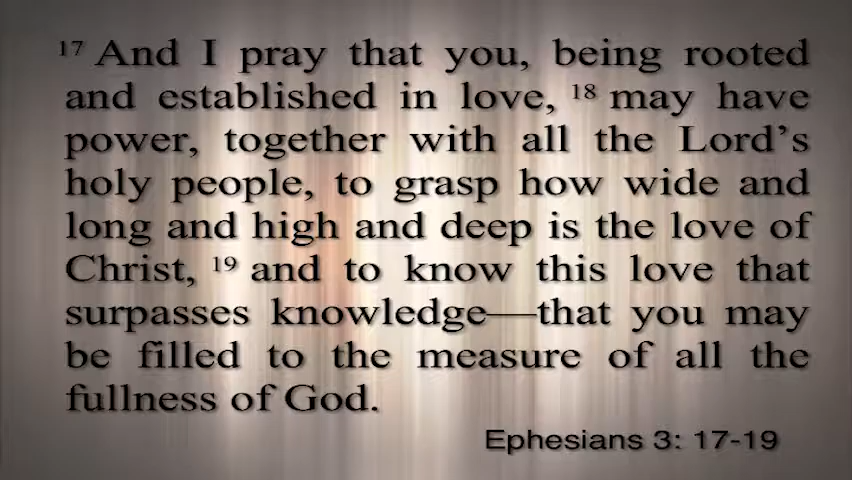 17 And I pray that you, being rooted
and established in love, 18 may have
power, together with all the Lord's
holy people, to grasp how wide and
long and high and deep is the love of
Christ, 19 and to know this love that
surpasses knowledge—that you may
be filled to the measure of all the
fullness of God.
Ephesians 3: 17-19